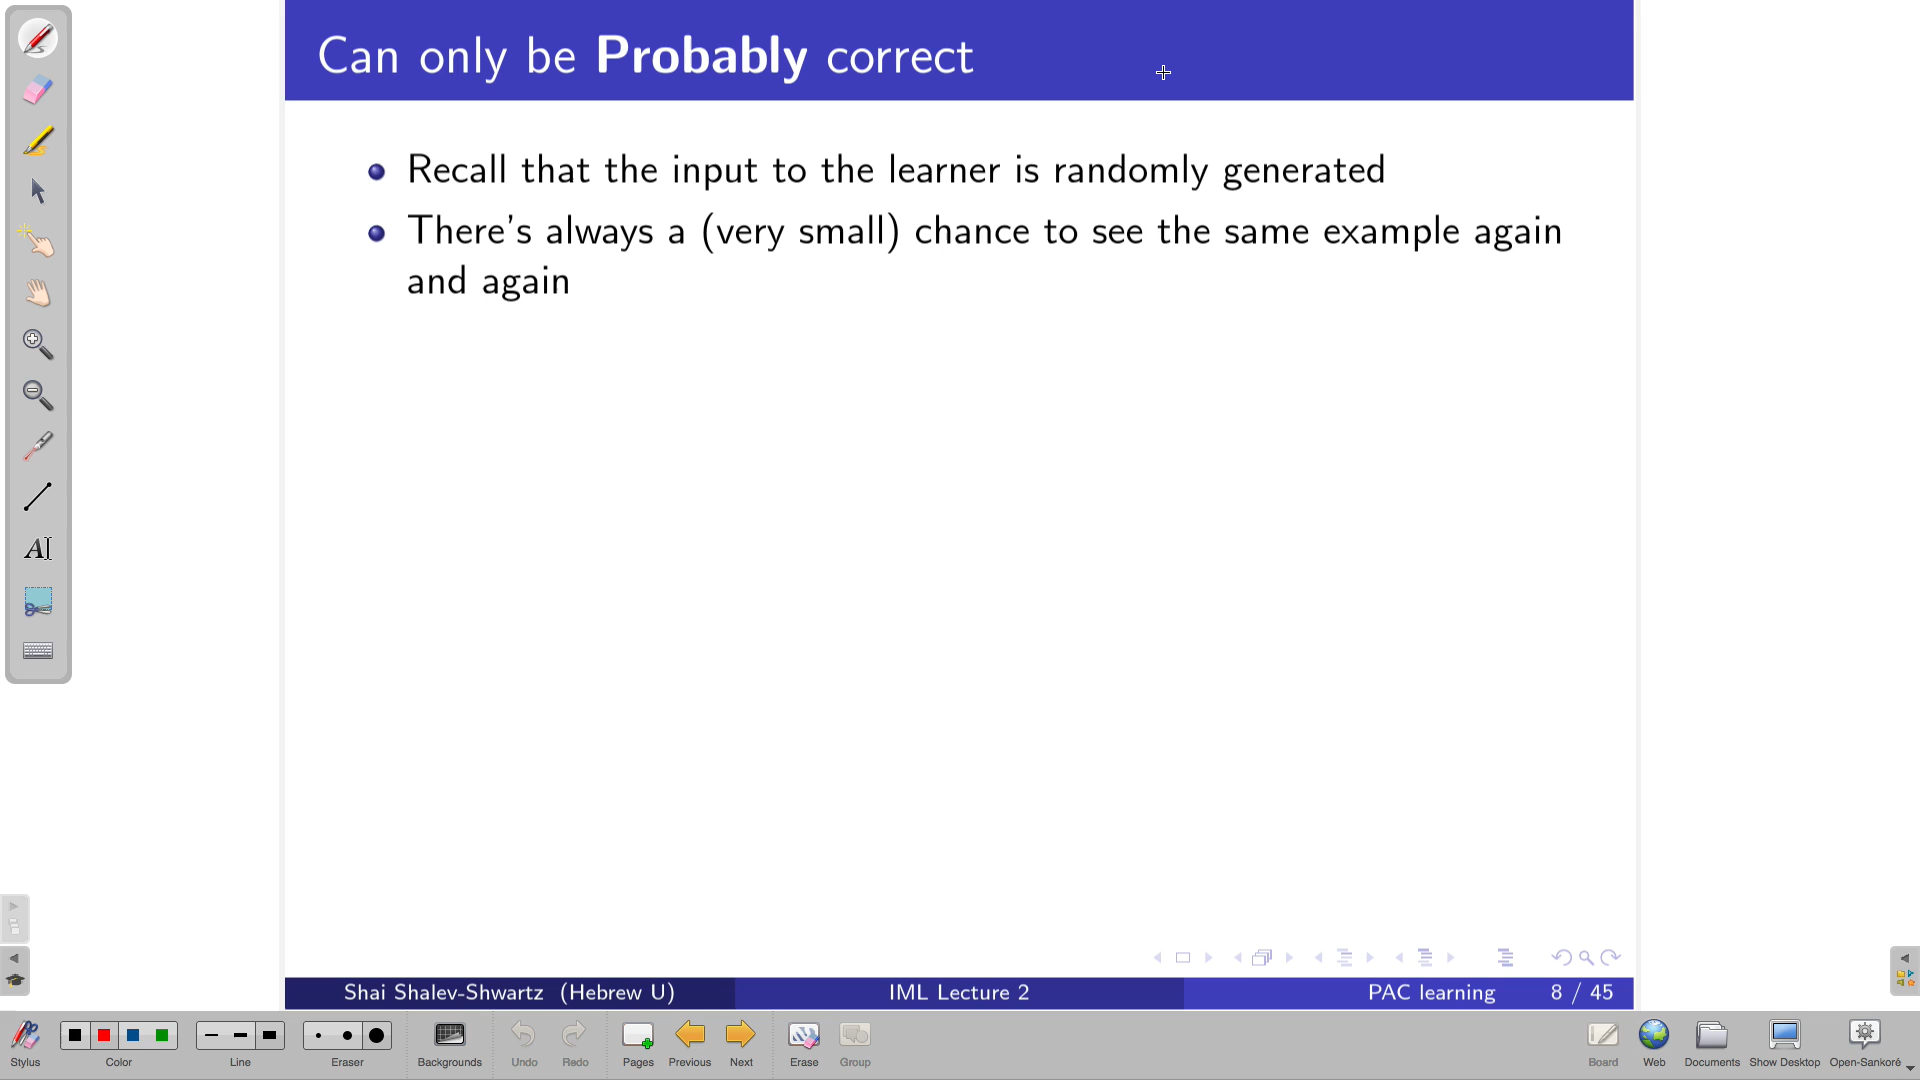 Can only be Probably correct
Recall that the input to the learner is randomly generated
There's always a (very small) chance to see the same example again
and again
Shai Shalev-Shwartz (Hebrew U)
IML Lecture 2
PAC learning
8 / 45
Stylus
Color
Line
Eraser
Backgrounds
Undo
Redo
Pages
Previous
Next
Erase
Group
Board
Web
Documents
Show Desktop
Open-Sankoré